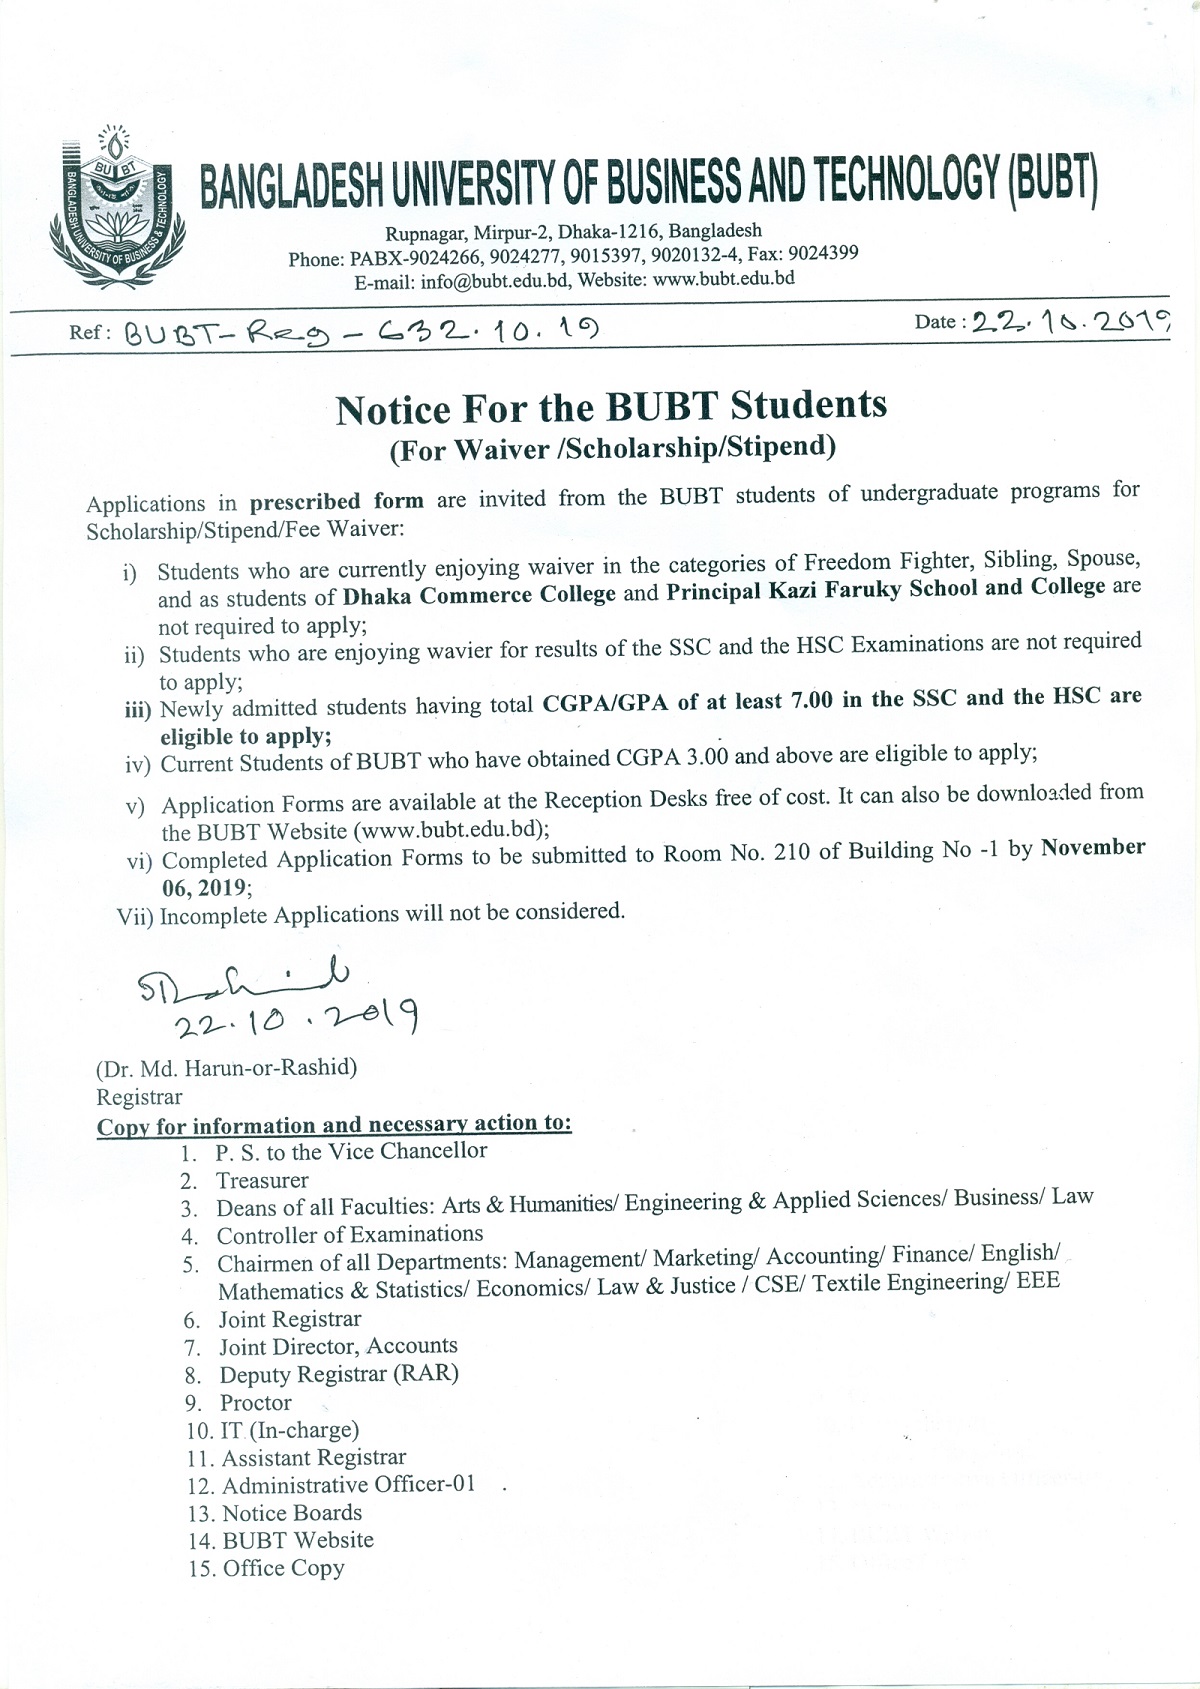 BU BT
BANGLADESH UNIVERSITY OF BUSINESS & TECHNOLOGY
BANGLADESH UNIVERSITY OF BUSINESS AND TECHNOLOGY (BUBT)
Rupnagar, Mirpur-2, Dhaka-1216, Bangladesh
Phone: PABX-9024266, 9024277, 9015397, 9020132-4, Fax: 9024399
E-mail: info@bubt.edu.bd, Website: www.bubt.edu.bd
Ref : BUBT-Reg-632.10.19 Date : 22.10.2019
Notice For the BUBT Students
(For Waiver /Scholarship/Stipend)
Applications in prescribed form are invited from the BUBT students of undergraduate programs for
Scholarship/Stipend/Fee Waiver:
i) Students who are currently enjoying waiver in the categories of Freedom Fighter, Sibling, Spouse,
and as students of Dhaka Commerce College and Principal Kazi Faruky School and College are
not required to apply;
ii) Students who are enjoying wavier for results of the SSC and the HSC Examinations are not required
to apply;
iii) Newly admitted students having total CGPA/GPA of at least 7.00 in the SSC and the HSC are
eligible to apply;
iv) Current Students of BUBT who have obtained CGPA 3.00 and above are eligible to apply;
v) Application Forms are available at the Reception Desks free of cost. It can also be downloaded from
the BUBT Website (www.bubt.edu.bd);
vi) Completed Application Forms to be submitted to Room No. 210 of Building No -1 by November
06, 2019;
Vii) Incomplete Applications will not be considered.
22.10.2019
(Dr. Md. Harun-or-Rashid)
Registrar
Copy for information and necessary action to:
1. P. S. to the Vice Chancellor
2. Treasurer
3. Deans of all Faculties: Arts & Humanities/ Engineering & Applied Sciences/ Business/ Law
4. Controller of Examinations
5. Chairmen of all Departments: Management/ Marketing/ Accounting/ Finance/ English/
Mathematics & Statistics/ Economics/ Law & Justice / CSE/ Textile Engineering/ EEE
6. Joint Registrar
7. Joint Director, Accounts
8. Deputy Registrar (RAR)
9. Proctor
10. IT (In-charge)
11. Assistant Registrar
12. Administrative Officer-01
13. Notice Boards
14. BUBT Website
15. Office Copy